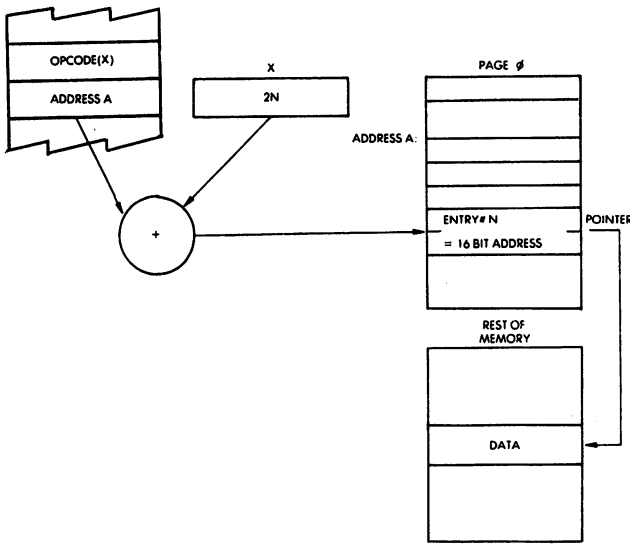 OPCODE(X)
ADDRESS A
X
2N
PAGE ϕ
ADDRESS A:
+
ENTRY# N
= 16 BIT ADDRESS
POINTER
REST OF
MEMORY
DATA